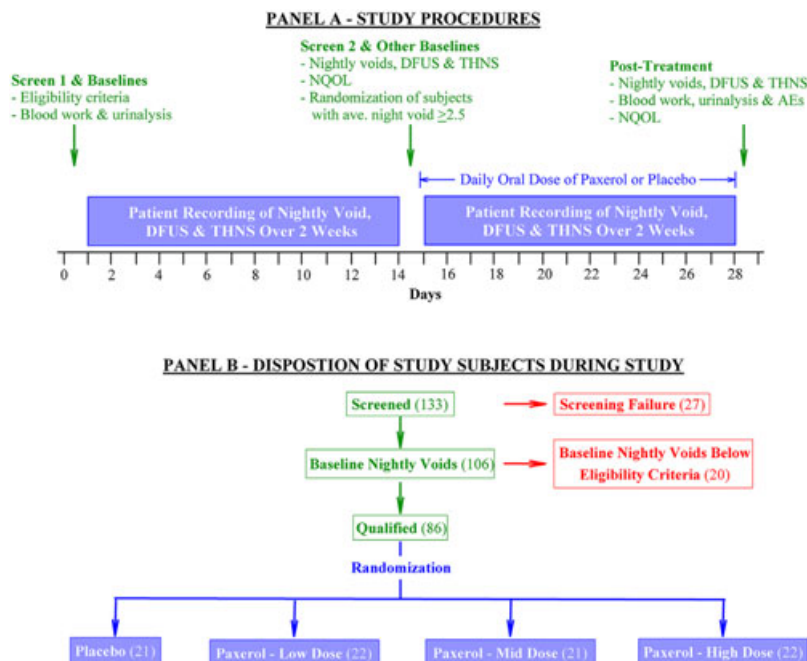 PANEL A - STUDY PROCEDURES
Screen 1 & Baselines
- Eligibility criteria
- Blood work & urinalysis
Screen 2 & Other Baselines
- Nightly voids, DFUS & THNS
- NQOL
- Randomization of subjects
with ave. night void ≥2.5
Post-Treatment
- Nightly voids, DFUS & THNS
- Blood work, urinalysis & AEs
- NQOL
Daily Oral Dose of Paxerol or Placebo
Patient Recording of Nightly Void,
DFUS & THNS Over 2 Weeks
Patient Recording of Nightly Void,
DFUS & THNS Over 2 Weeks
0 2 4 6 8 10 12 14 16 18 20 22 24 26 28
Days
PANEL B - DISPOSTION OF STUDY SUBJECTS DURING STUDY
Screened (133)
Screening Failure (27)
Baseline Nightly Voids (106)
Baseline Nightly Voids Below
Eligibility Criteria (20)
Qualified (86)
Randomization
Placebo (21)
Paxerol - Low Dose (22)
Paxerol - Mid Dose (21)
Paxerol - High Dose (22)